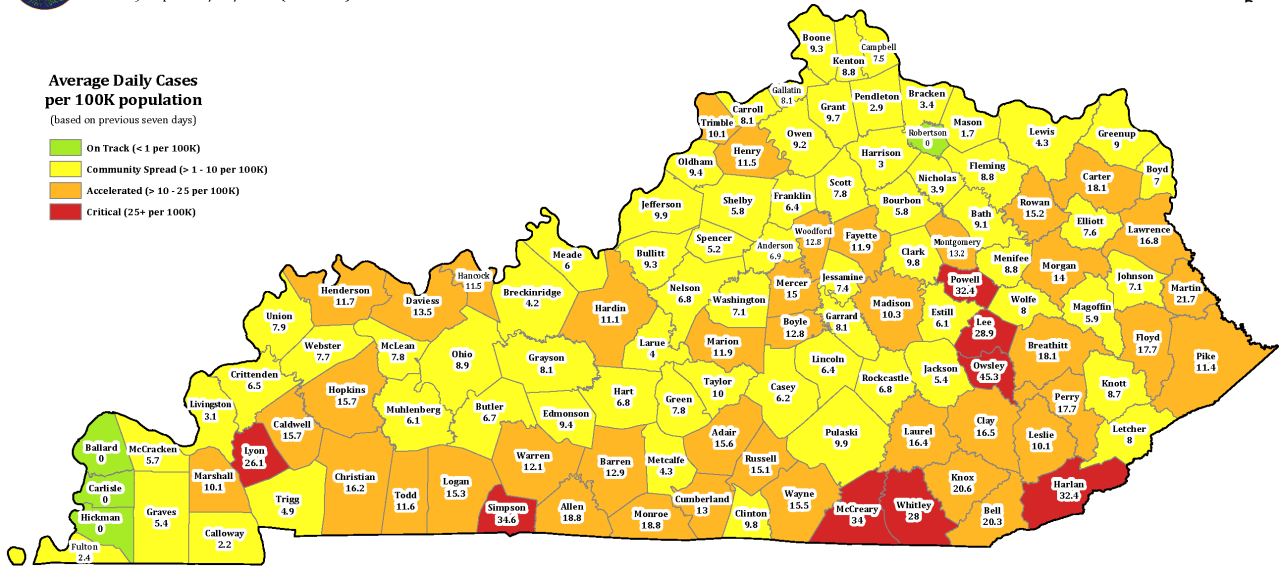 Average Daily Cases
per 100K population
(based on previous seven days)
On Track (< 1 per 100K)
Community Spread (> 1 - 10 per 100K)
Accelerated (> 10 - 25 per 100K)
Critical (25+ per 100K)
Boone
9.3
Kenton
8.8
Campbell
7.5
Gallatin
8.1
Carroll
8.1
Trimble
10.1
Grant
9.7
Pendleton
2.9
Bracken
3.4
Robertson
0
Mason
1.7
Lewis
4.3
Greenup
9
Boyd
7
Owen
9.2
Henry
11.5
Oldham
9.4
Harrison
3
Nicholas
3.9
Fleming
8.8
Carter
18.1
Rowan
15.2
Elliott
7.6
Lawrence
16.8
Jefferson
9.9
Shelby
5.8
Franklin
6.4
Scott
7.8
Bourbon
5.8
Bath
9.1
Bullitt
9.3
Spencer
5.2
Anderson
6.9
Woodford
12.8
Fayette
11.9
Clark
9.8
Montgomery
13.2
Menifee
8.8
Morgan
14
Johnson
7.1
Martin
21.7
Meade
6
Hancock
11.5
Breckinridge
4.2
Hardin
11.1
Nelson
6.8
Washington
7.1
Mercer
15
Jessamine
7.4
Madison
10.3
Powell
32.4
Estill
6.1
Wolfe
8
Magoffin
5.9
Floyd
17.7
Pike
11.4
Henderson
11.7
Daviess
13.5
Union
7.9
Webster
7.7
McLean
7.8
Ohio
8.9
Grayson
8.1
Larue
4
Marion
11.9
Boyle
12.8
Garrard
8.1
Lincoln
6.4
Rockcastle
6.8
Jackson
5.4
Lee
28.9
Owsley
45.3
Breathitt
18.1
Knott
8.7
Perry
17.7
Letcher
8
Crittenden
6.5
Livingston
3.1
Hopkins
15.7
Caldwell
15.7
Lyon
26.1
Muhlenberg
6.1
Butler
6.7
Edmonson
9.4
Hart
6.8
Green
7.8
Taylor
10
Casey
6.2
Pulaski
9.9
Laurel
16.4
Clay
16.5
Leslie
10.1
Harlan
32.4
Knox
20.6
Bell
20.3
Whitley
28
McCreary
34
Wayne
15.5
Russell
15.1
Adair
15.6
Metcalfe
4.3
Cumberland
13
Clinton
9.8
Monroe
18.8
Barren
12.9
Allen
18.8
Warren
12.1
Simpson
34.6
Logan
15.3
Todd
11.6
Christian
16.2
Trigg
4.9
Marshall
10.1
Calloway
2.2
Graves
5.4
McCracken
5.7
Ballard
0
Carlisle
0
Hickman
0
Fulton
2.4